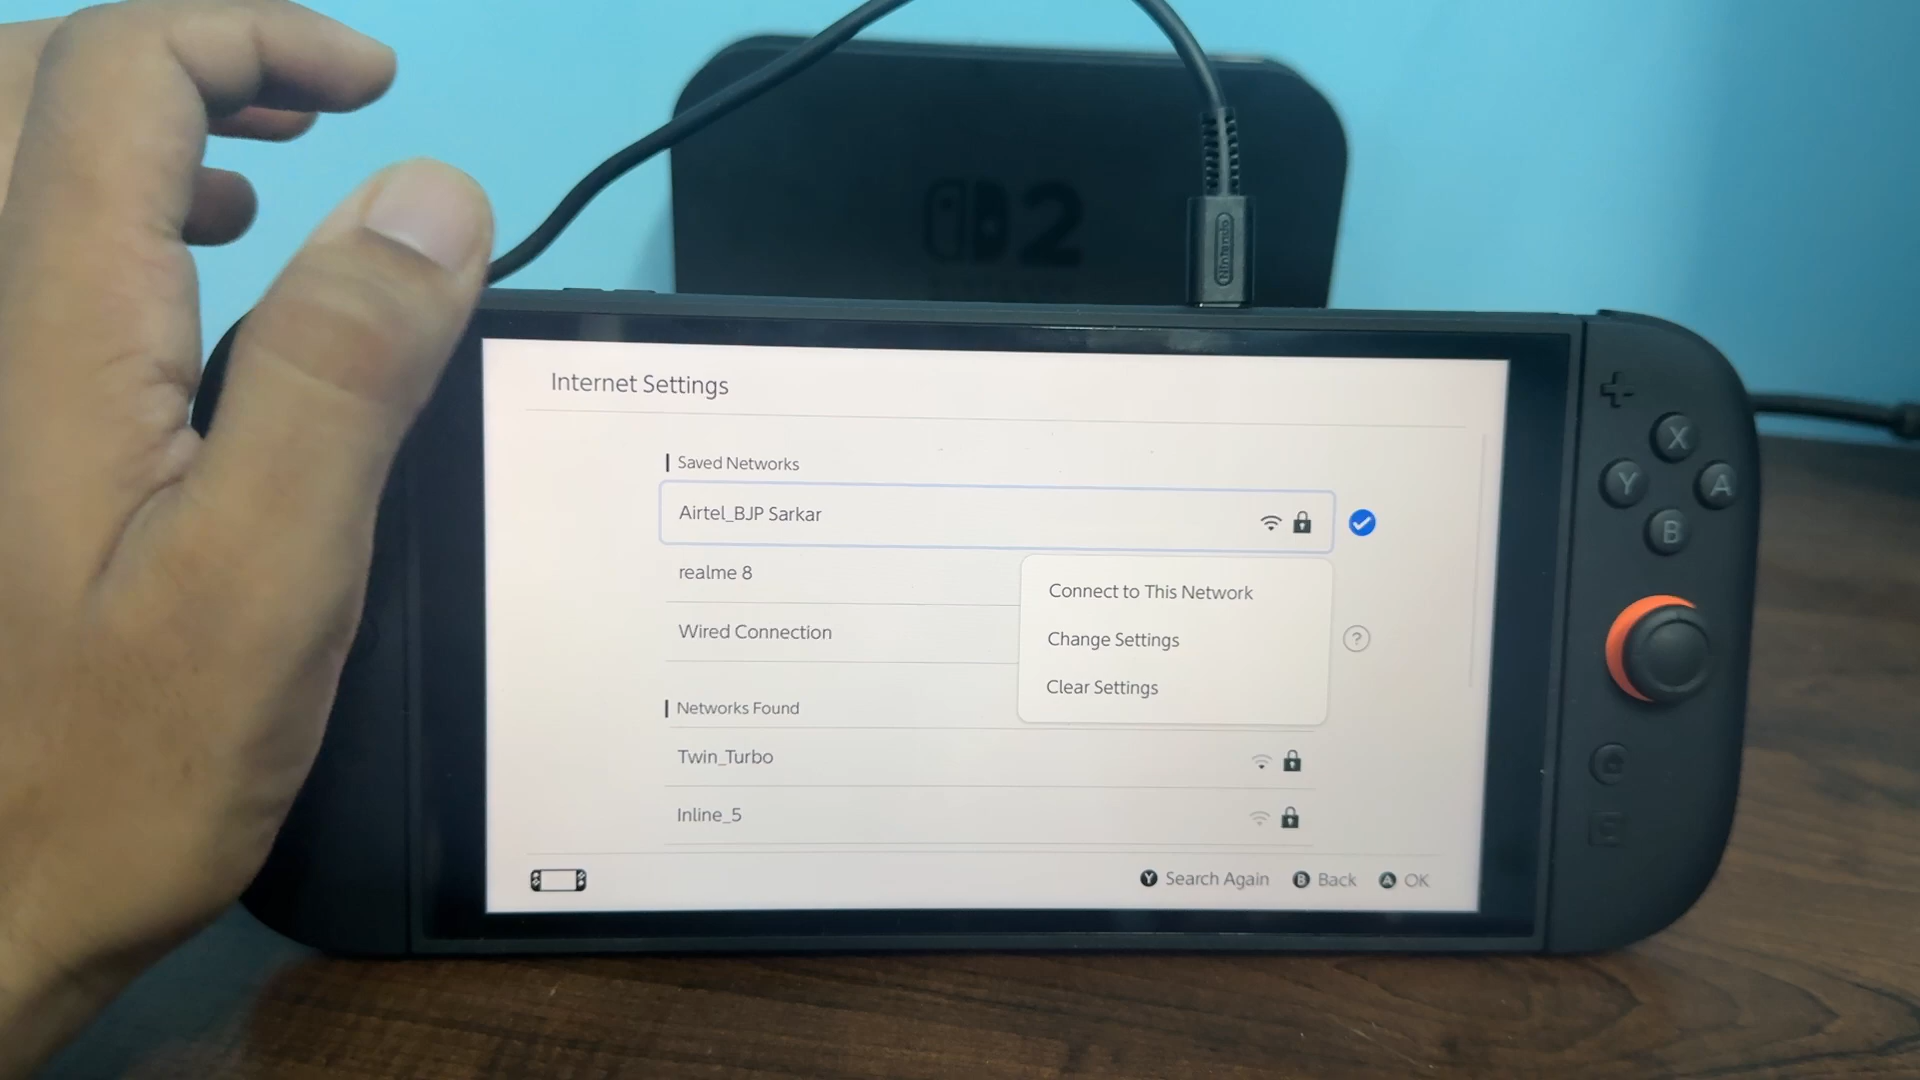 2
Nintendo
Internet Settings
Saved Networks
Airtel_BJP Sarkar
realme 8
Connect to This Network
Wired Connection
Change Settings
?
Clear Settings
Networks Found
Twin_Turbo
Inline_5
Y Search Again B Back A OK
X
Y
A
B